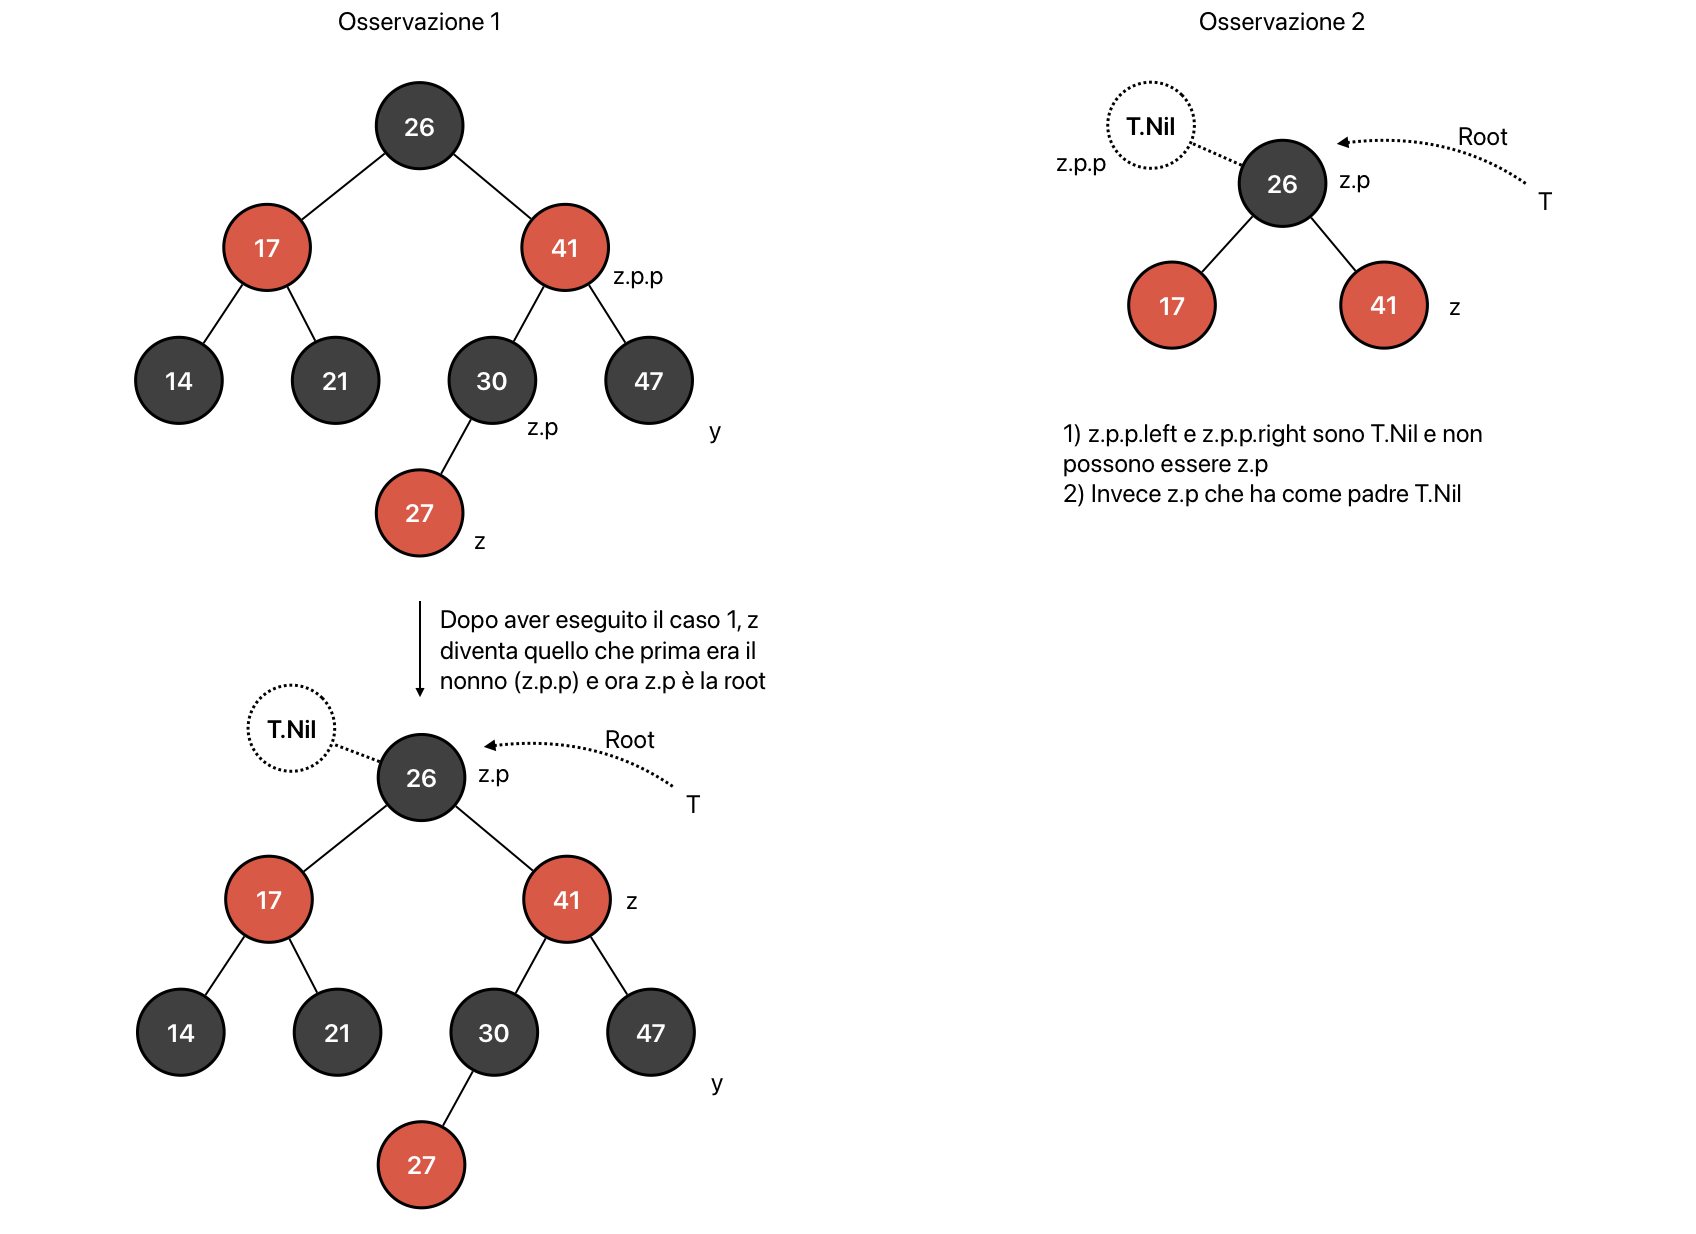 Osservazione 1
26
17
41
z.p.p
14
21
30
47
z.p
y
27
z
Dopo aver eseguito il caso 1, z
diventa quello che prima era il
nonno (z.p.p) e ora z.p è la root
T.Nil
Root
26
z.p
T
17
41
z
14
21
30
47
y
27
Osservazione 2
T.Nil
Root
z.p.p
26
z.p
T
17
41
z
1) z.p.p.left e z.p.p.right sono T.Nil e non
possono essere z.p
2) Invece z.p che ha come padre T.Nil